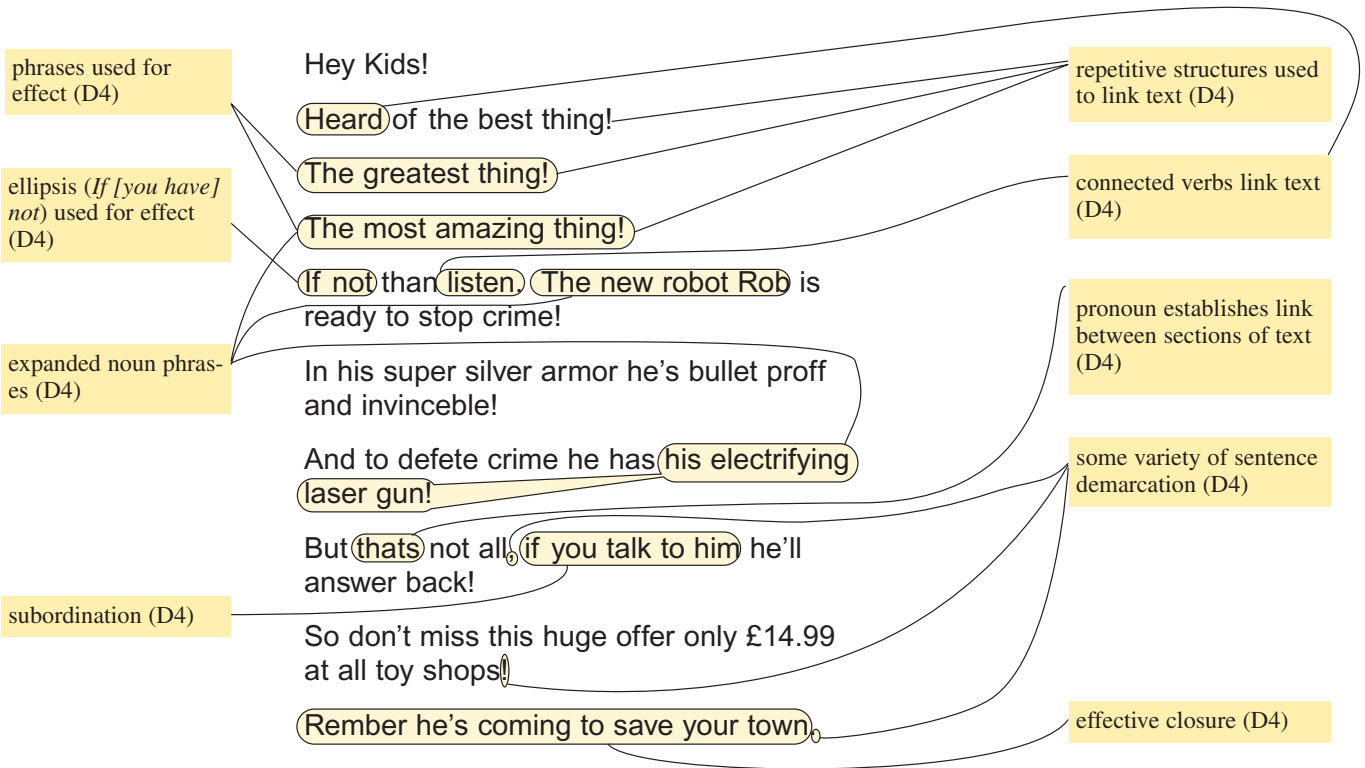 phrases used for
effect (D4)
ellipsis (If [you have]
not) used for effect
(D4)
expanded noun phras-
es (D4)
subordination (D4)
Hey Kids!
Heard of the best thing!
The greatest thing!
The most amazing thing!
If not than listen. The new robot Rob is
ready to stop crime!
In his super silver armor he's bullet proff
and invinceble!
And to defete crime he has his electrifying
laser gun!
But thats not all, if you talk to him he'll
answer back!
So don't miss this huge offer only £14.99
at all toy shops!
Rember he's coming to save your town.
repetitive structures used
to link text (D4)
connected verbs link text
(D4)
pronoun establishes link
between sections of text
(D4)
some variety of sentence
demarcation (D4)
effective closure (D4)